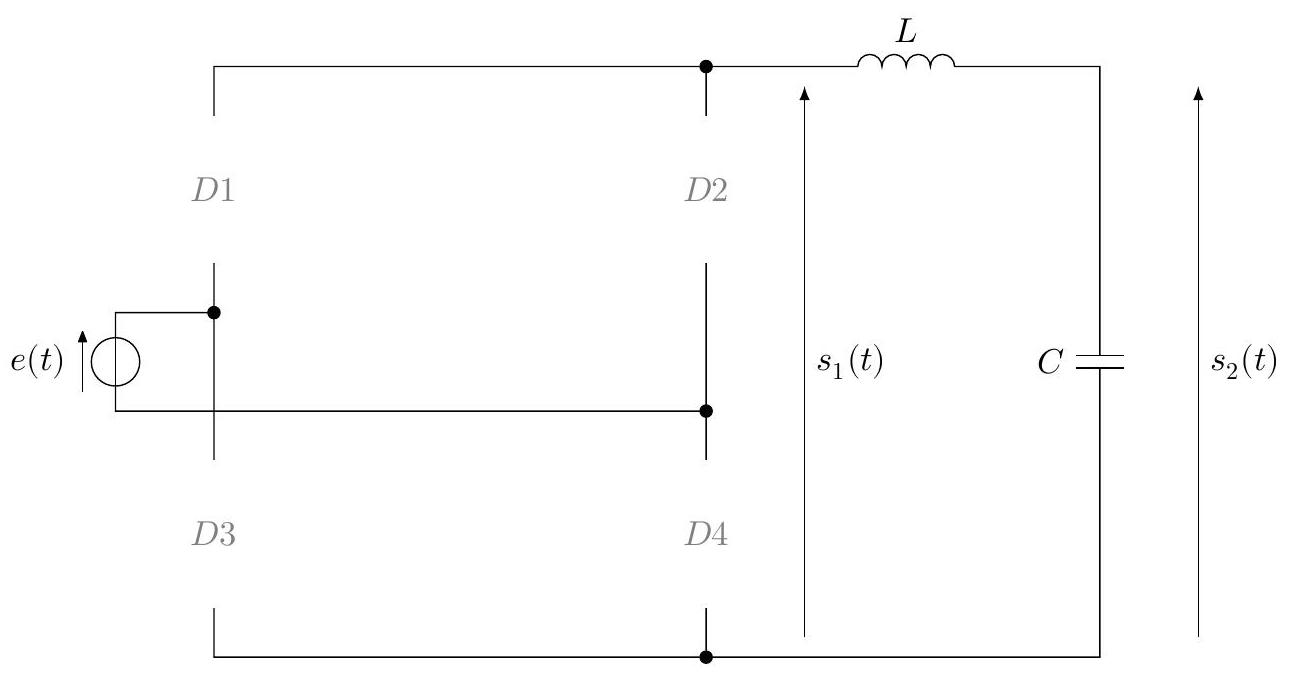 L
D1
D2
e(t)
s₁(t)
C
s₂(t)
D3
D4